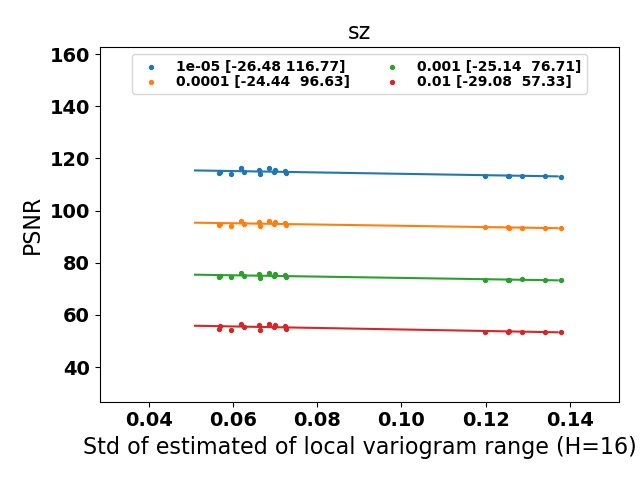 sz
1e-05 [-26.48 116.77]
0.0001 [-24.44  96.63]
0.001 [-25.14  76.71]
0.01 [-29.08  57.33]
160
140
120
100
80
60
40
PSNR
0.04 0.06 0.08 0.10 0.12 0.14
Std of estimated of local variogram range (H=16)